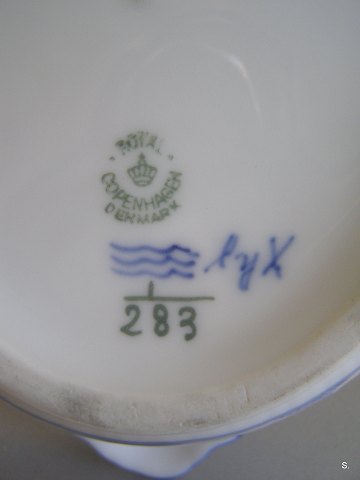 ROYAL
COPENHAGEN
DENMARK
1
283
S.